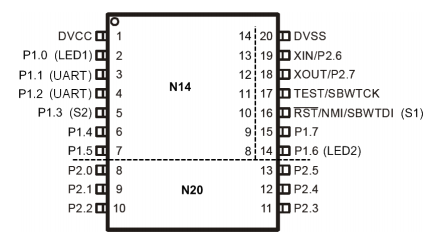 DVCC 1 14 20 DVSS
P1.0 (LED1) 2 13 19 XIN/P2.6
P1.1 (UART) 3 12 18 XOUT/P2.7
P1.2 (UART) 4 N14 11 17 TEST/SBWTCK
P1.3 (S2) 5 10 16 RST/NMI/SBWTDI (S1)
P1.4 6 9 15 P1.7
P1.5 7 8 14 P1.6 (LED2)
P2.0 8 13 P2.5
P2.1 9 N20 12 P2.4
P2.2 10 11 P2.3